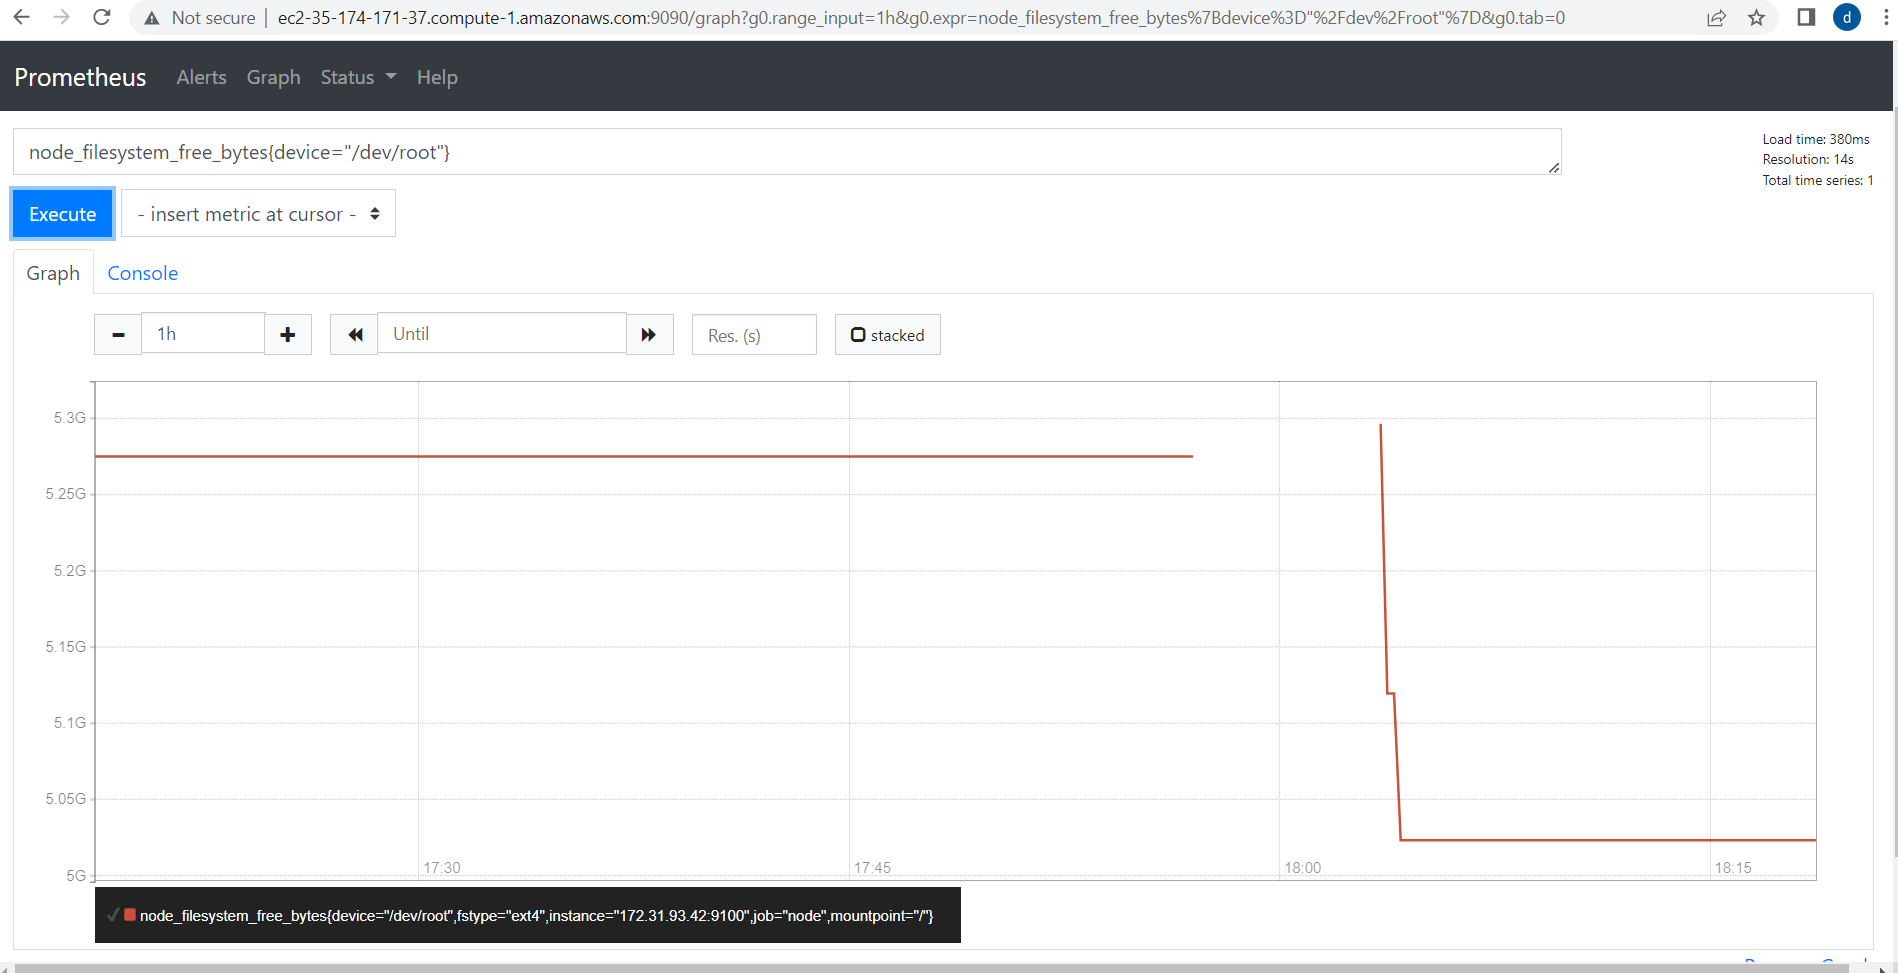 Not secure | ec2-35-174-171-37.compute-1.amazonaws.com:9090/graph?g0.range_input=1h&g0.expr=node_filesystem_free_bytes%7Bdevice%3D"%2Fdev%2Froot"%7D&g0.tab=0
d
Prometheus Alerts Graph Status Help
node_filesystem_free_bytes{device="/dev/root"}
Load time: 380ms
Resolution: 14s
Total time series: 1
Execute - insert metric at cursor -
Graph Console
1h Until Res. (s) stacked
5.3G
5.25G
5.2G
5.15G
5.1G
5.05G
5G
17:30 17:45 18:00 18:15
node_filesystem_free_bytes{device="/dev/root",fstype="ext4",instance="172.31.93.42:9100",job="node",mountpoint="/"}